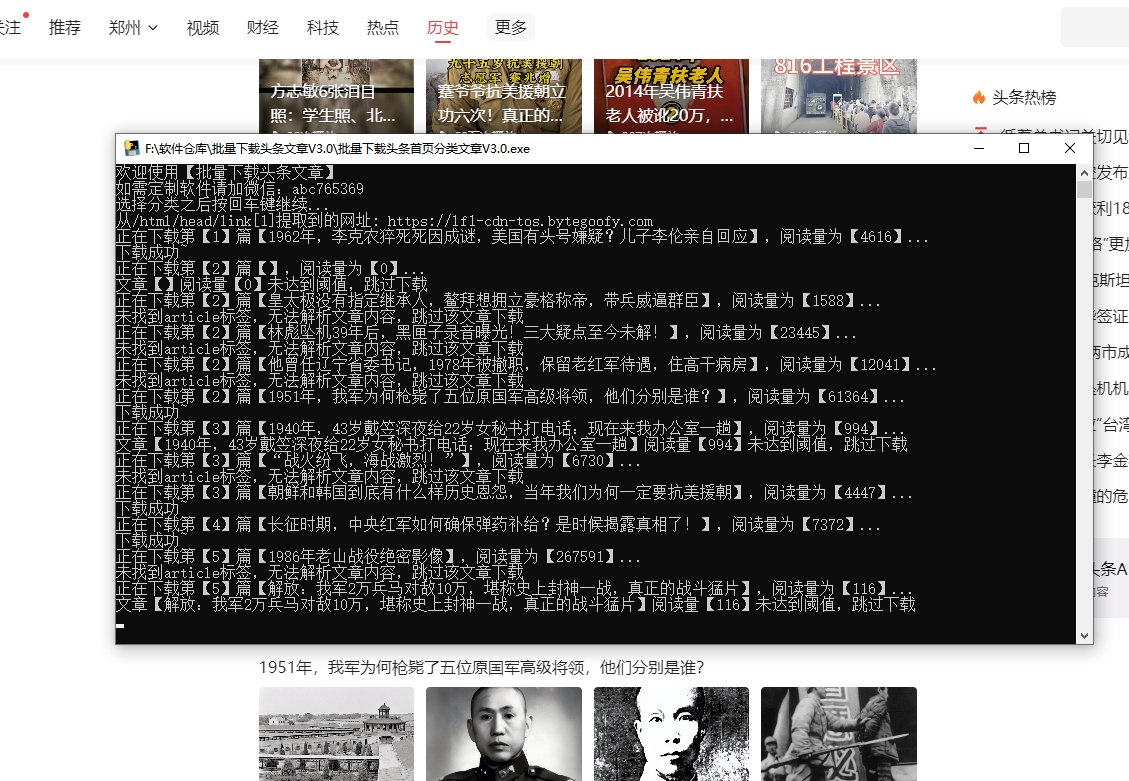 关注 推荐 郑州 视频 财经 科技 热点 历史 更多
方志敏6张泪目
照：学生照、北...
蹇爷爷抗美援朝立
功六次！真正的...
吴伟青扶老人
2014年吴伟青扶
老人被讹20万，...
816工程景区
头条热榜
F:\软件仓库\批量下载头条文章V3.0\批量下载头条首页分类文章V3.0.exe
欢迎使用【批量下载头条文章】
如需定制软件请加微信：abc765369
选择分类之后按回车键继续...
从/html/head/link[1]提取到的网址: https://lf1-cdn-tos.bytegoofy.com
正在下载第【1】篇【1962年，李克农猝死死因成谜，美国有头号嫌疑？儿子李伦亲自回应】，阅读量为【4616】...
下载成功~
正在下载第【2】篇【】，阅读量为【0】...
文章【】阅读量【0】未达到阈值，跳过下载
正在下载第【2】篇【皇太极没有指定继承人，鳌拜想拥立豪格称帝，带兵威逼群臣】，阅读量为【1588】...
未找到article标签，无法解析文章内容，跳过该文章下载
正在下载第【2】篇【林彪坠机39年后，黑匣子录音曝光！三大疑点至今未解！】，阅读量为【23445】...
未找到article标签，无法解析文章内容，跳过该文章下载
正在下载第【2】篇【他曾任辽宁省委书记，1978年被撤职，保留老红军待遇，住高干病房】，阅读量为【12041】...
未找到article标签，无法解析文章内容，跳过该文章下载
正在下载第【2】篇【1951年，我军为何枪毙了五位原国军高级将领，他们分别是谁？】，阅读量为【61364】...
下载成功~
正在下载第【3】篇【1940年，43岁戴笠深夜给22岁女秘书打电话：现在来我办公室一趟】，阅读量为【994】...
文章【1940年，43岁戴笠深夜给22岁女秘书打电话：现在来我办公室一趟】阅读量【994】未达到阈值，跳过下载
正在下载第【3】篇【“战火纷飞，海战激烈！”】，阅读量为【6730】...
未找到article标签，无法解析文章内容，跳过该文章下载
正在下载第【3】篇【朝鲜和韩国到底有什么样历史恩怨，当年我们为何一定要抗美援朝】，阅读量为【4447】...
下载成功~
正在下载第【4】篇【长征时期，中央红军如何确保弹药补给？是时候揭露真相了！】，阅读量为【7372】...
下载成功~
正在下载第【5】篇【1986年老山战役绝密影像】，阅读量为【267591】...
未找到article标签，无法解析文章内容，跳过该文章下载
正在下载第【5】篇【解放：我军2万兵马对敌10万，堪称史上封神一战，真正的战斗猛片】，阅读量为【116】...
文章【解放：我军2万兵马对敌10万，堪称史上封神一战，真正的战斗猛片】阅读量【116】未达到阈值，跳过下载
1951年，我军为何枪毙了五位原国军高级将领，他们分别是谁？